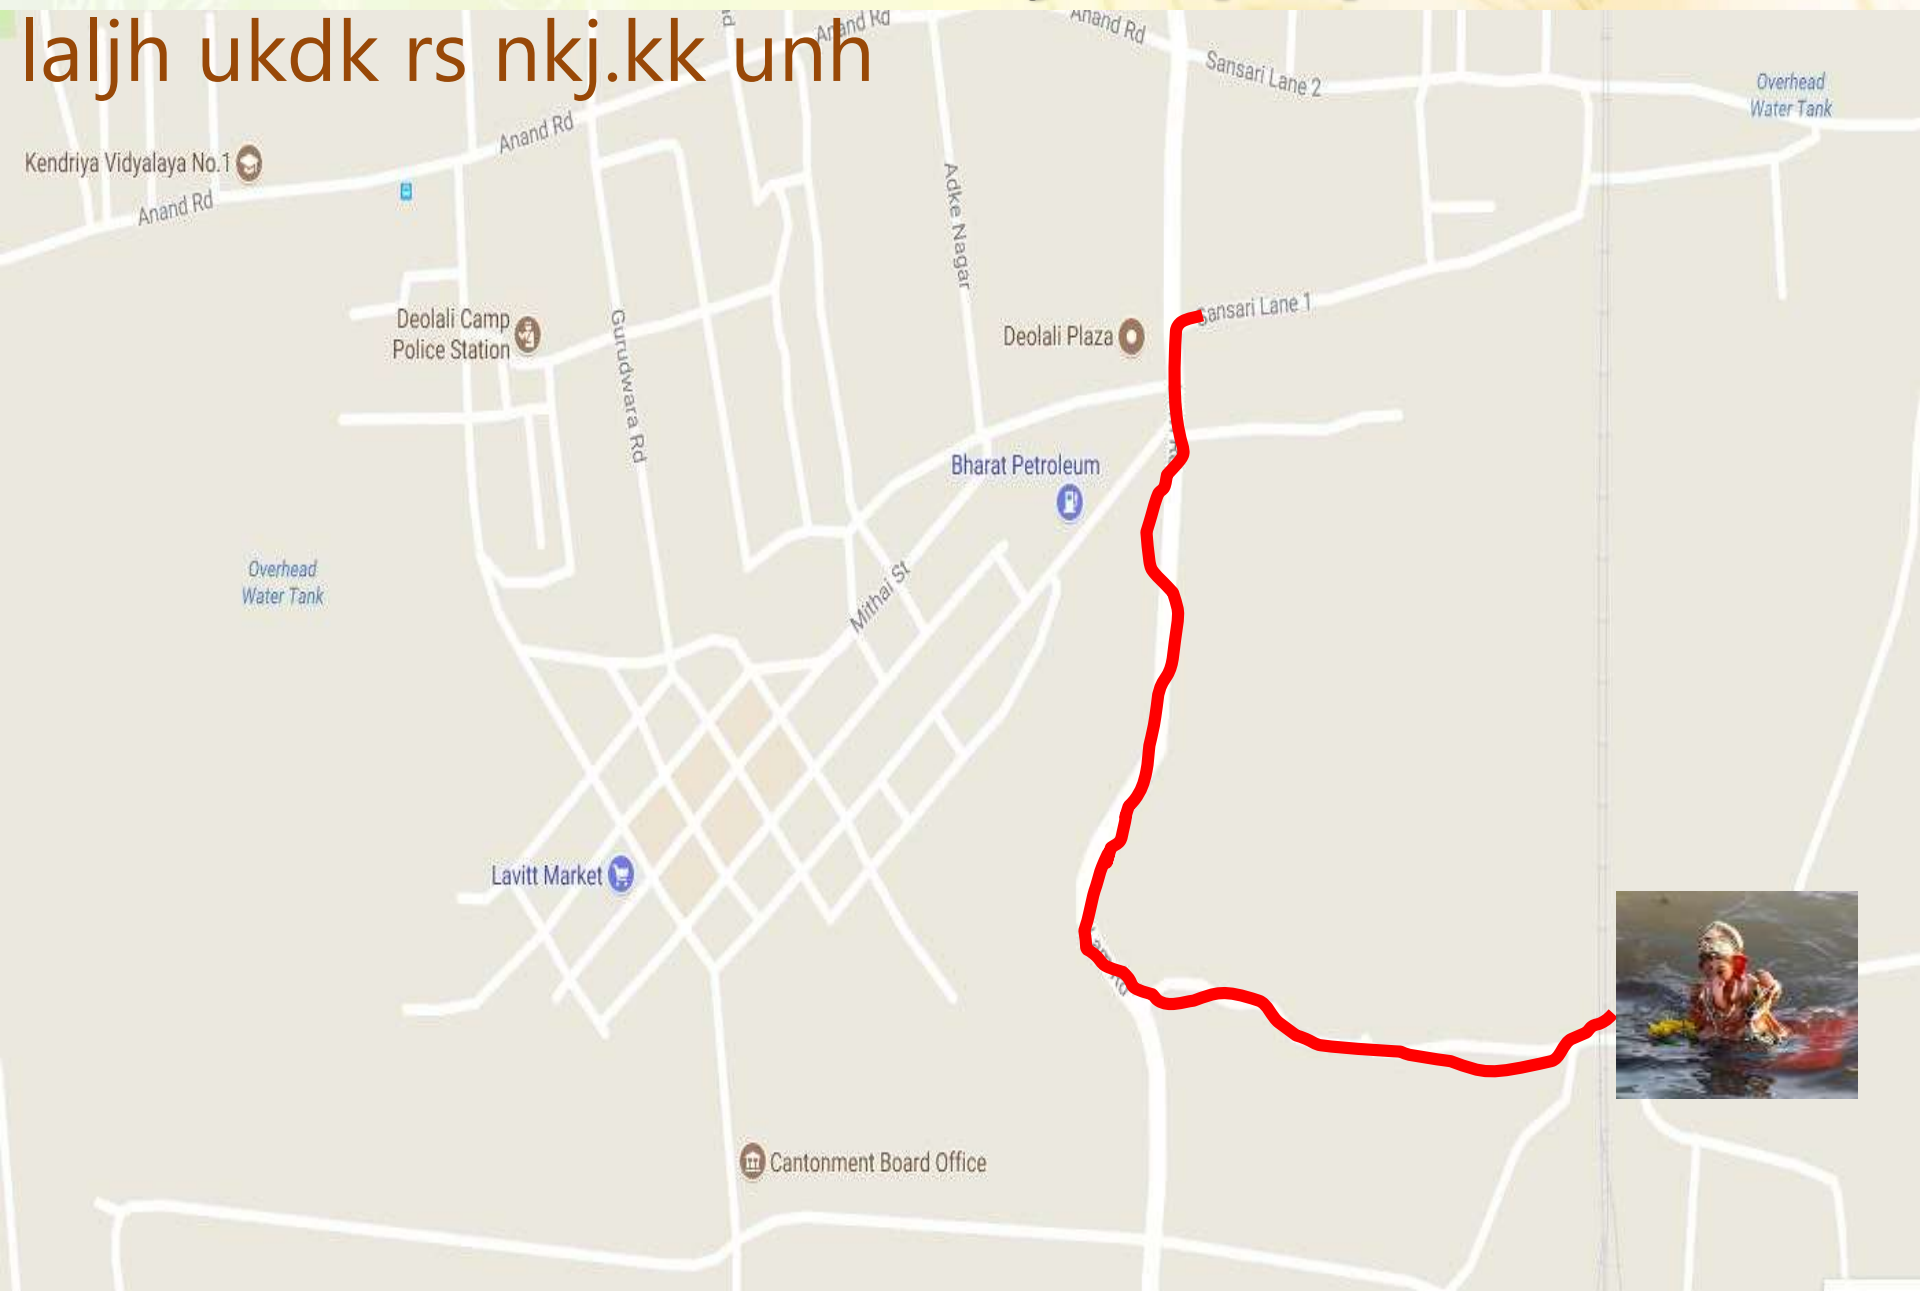 laljh ukdk rs nkj.kk unh
Anand Rd
Anand Rd
Sansari Lane 2
Overhead
Water Tank
Anand Rd
Kendriya Vidyalaya No.1
Anand Rd
Adke Nagar
Sansari Lane 1
Deolali Camp
Police Station
Gurudwara Rd
Deolali Plaza
Bharat Petroleum
Overhead
Water Tank
Mithai St
Lavitt Market
Cantonment Board Office